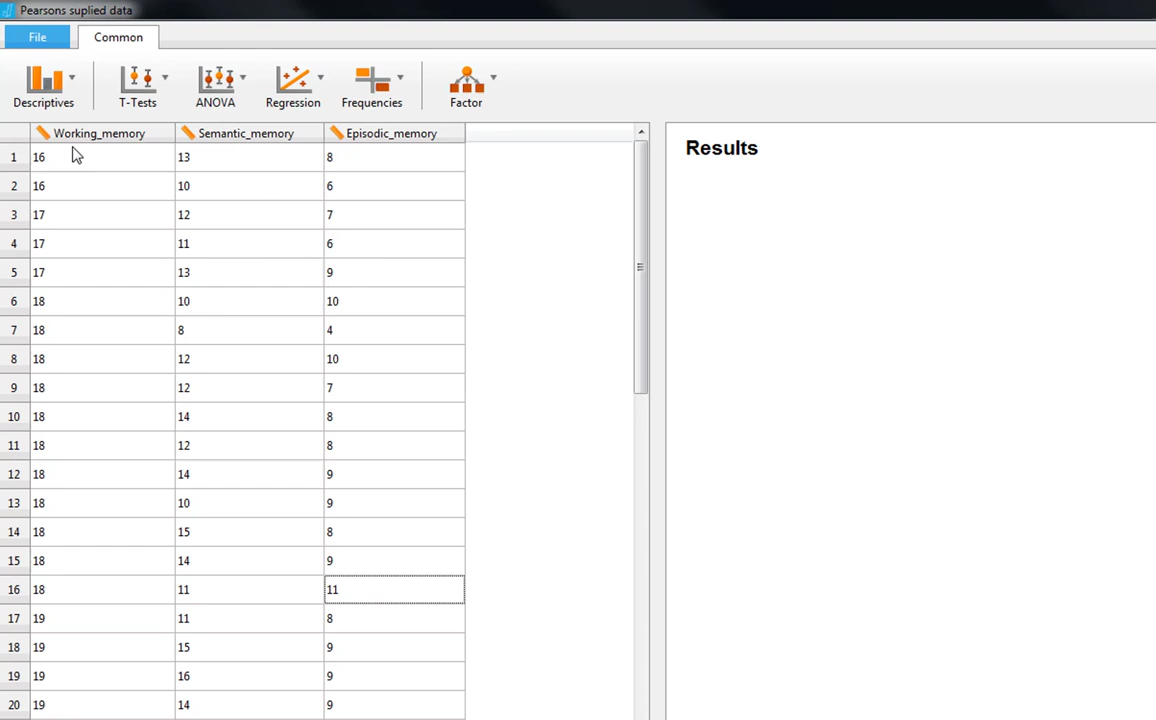 Pearsons suplied data
File Common
Descriptives T-Tests ANOVA Regression Frequencies Factor
Working_memory Semantic_memory Episodic_memory
1 16 13 8
2 16 10 6
3 17 12 7
4 17 11 6
5 17 13 9
6 18 10 10
7 18 8 4
8 18 12 10
9 18 12 7
10 18 14 8
11 18 12 8
12 18 14 9
13 18 10 9
14 18 15 8
15 18 14 9
16 18 11 11
17 19 11 8
18 19 15 9
19 19 16 9
20 19 14 9
Results